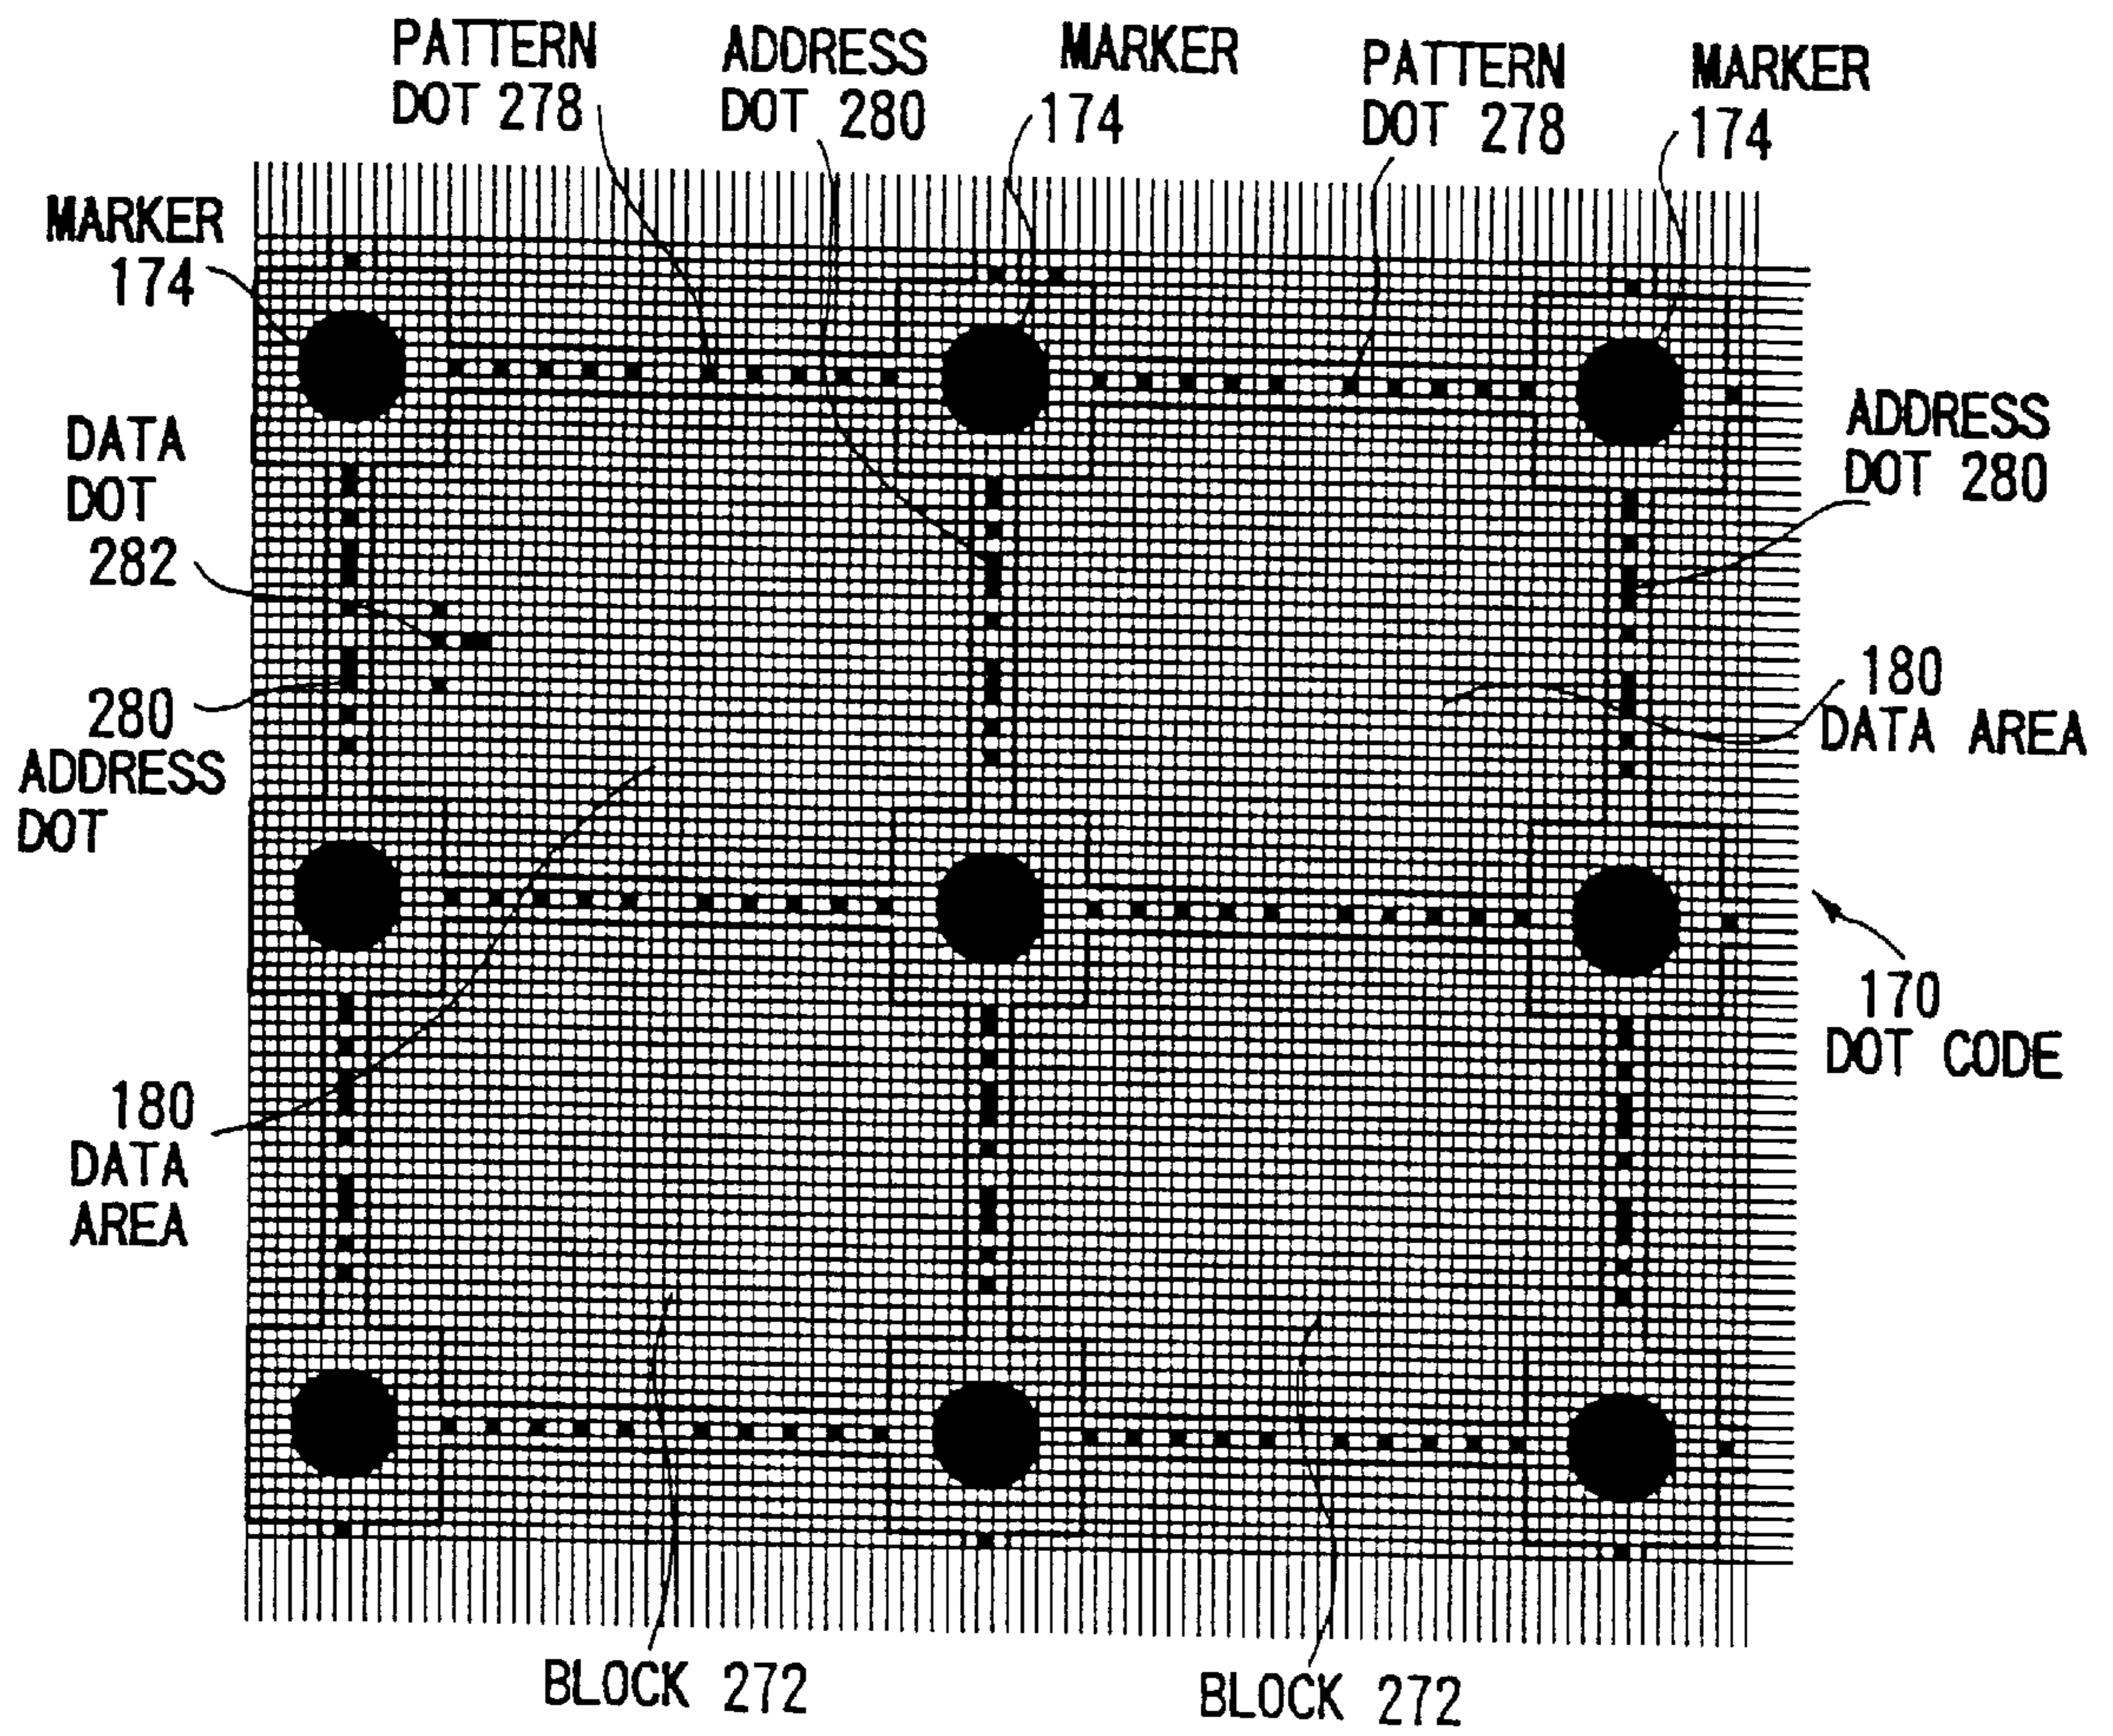 PATTERN
DOT 278
ADDRESS
DOT 280
MARKER
174
PATTERN
DOT 278
MARKER
174
MARKER
174
DATA
DOT
282
ADDRESS
DOT 280
280
ADDRESS
DOT
180
DATA AREA
170
DOT CODE
180
DATA
AREA
BLOCK 272
BLOCK 272